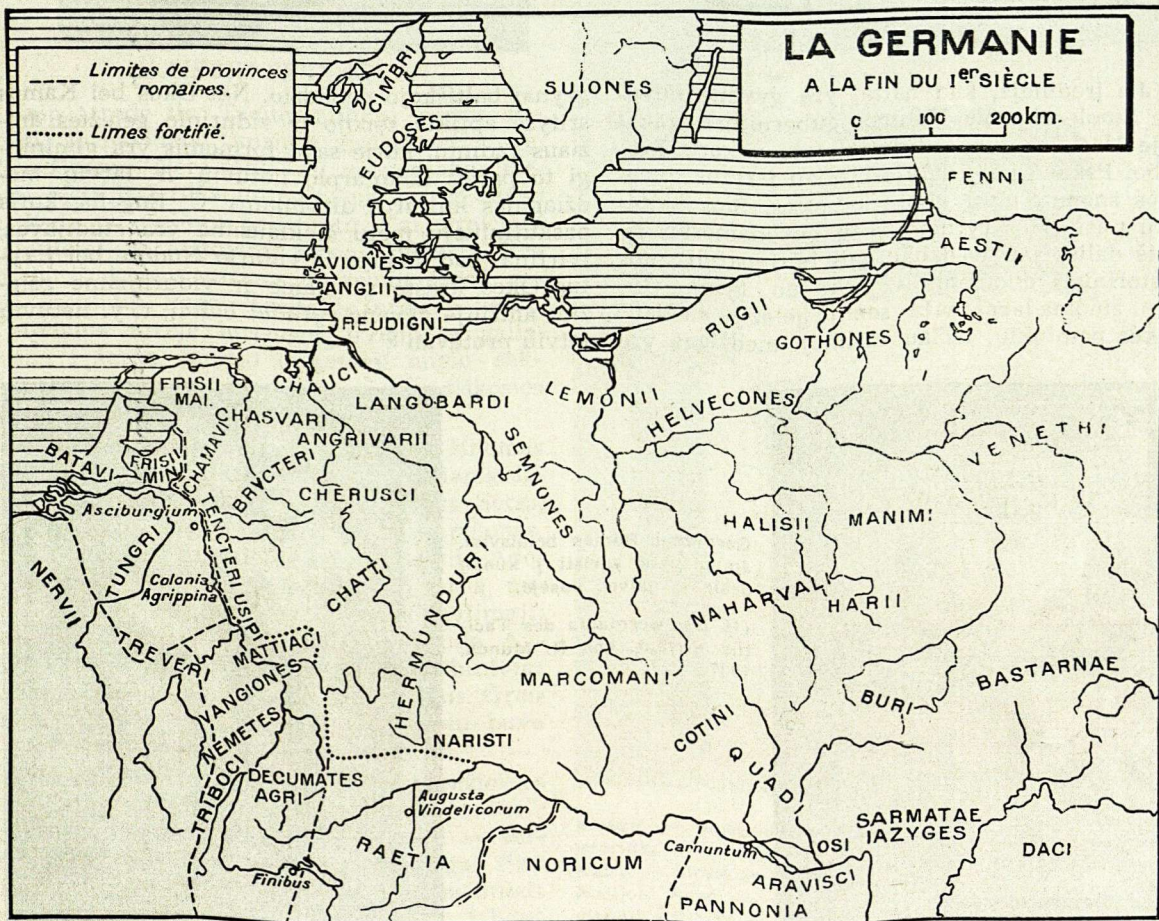 LA GERMANIE
A LA FIN DU Ier SIÈCLE
0 100 200km.
Limites de provinces
romaines.
Limes fortifié.
CIMBRI
EUDOSES
SUIONES
FENNI
AESTII
AVIONES
ANGLII
REUDIGNI
RUGII
GOTHONES
FRISII
MAI.
CHAUCI
CHASVARI
LANGOBARDI
LEMONII
HELVECONES
VENETHI
ANGRIVARII
SEMNONES
BATAVI
FRISII
MIN.
CHAMAVI
BRVCTERI
CHERUSCI
HALISII
MANIMI
Asciburgium
TENCTERI
USIPI
TUNGRI
NERVII
Colonia
Agrippina
CHATTI
HERMUNDURI
NAHARVALI
HARII
TREVERI
MATTIACI
VANGIONES
NEMETES
TRIBOCI
MARCOMANI
BURI
BASTARNAE
NARISTI
COTINI
QUADI
DECUMATES
AGRI
Augusta
Vindelicorum
RAETIA
NORICUM
Carnuntum
OSI
SARMATAE
IAZYGES
DACI
Finibus
ARAVISCI
PANNONIA